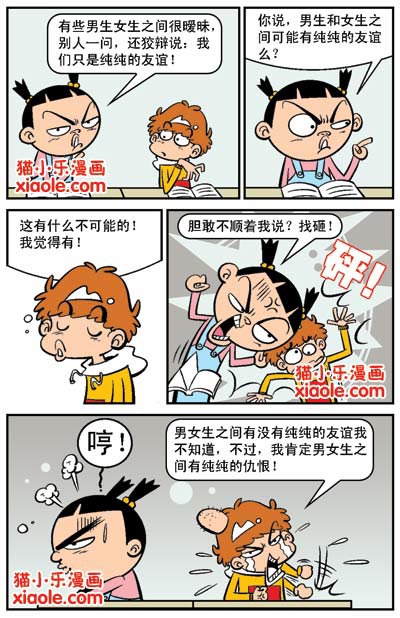 有些男生女生之间很暧昧,
别人一问，还狡辩说：我
们只是纯纯的友谊！
猫小乐漫画
xiaole.com
你说，男生和女生之
间可能有纯纯的友谊
么？
这有什么不可能的！
我觉得有！
胆敢不顺着我说？找砸！
砰！
猫小乐漫画
xiaole.com
哼！
男女生之间有没有纯纯的友谊我
不知道，不过，我肯定男女生之
间有纯纯的仇恨！
猫小乐漫画
xiaole.com